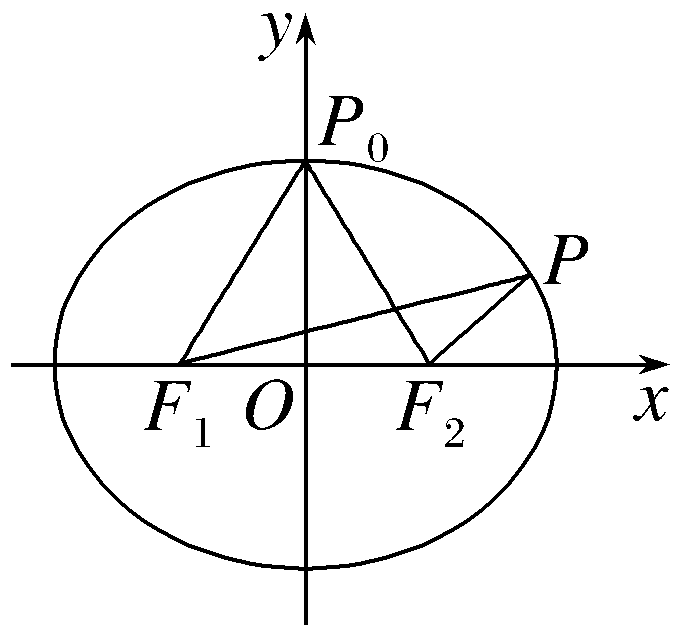 y
P₀
P
F₁ O F₂ x